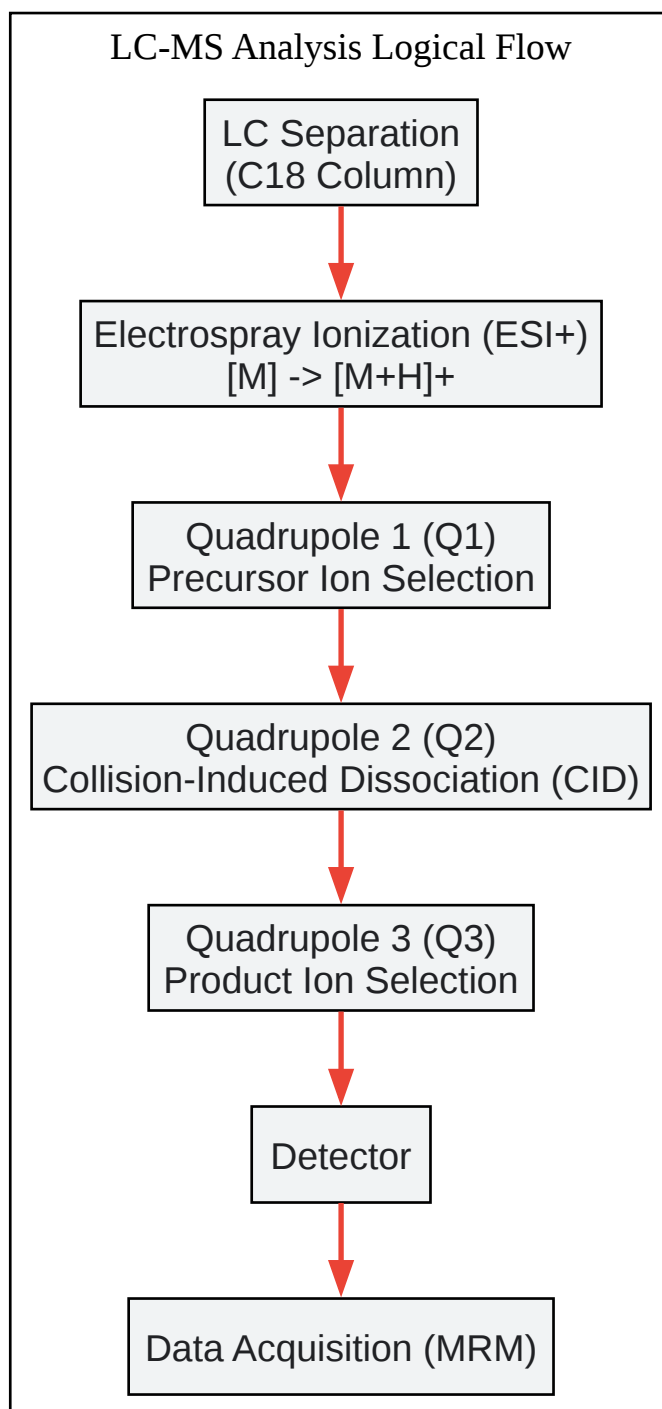 LC-MS Analysis Logical Flow
LC Separation
(C18 Column)
Electrospray Ionization (ESI+)
[M] -> [M+H]+
Quadrupole 1 (Q1)
Precursor Ion Selection
Quadrupole 2 (Q2)
Collision-Induced Dissociation (CID)
Quadrupole 3 (Q3)
Product Ion Selection
Detector
Data Acquisition (MRM)